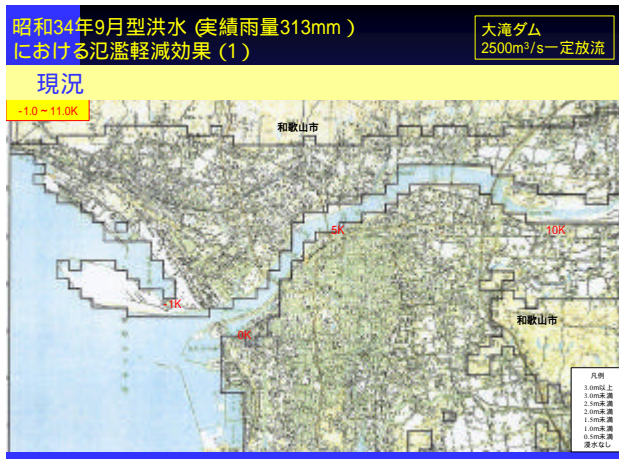 昭和34年9月型洪水(実績雨量313mm)
における氾濫軽減効果(1)
大滝ダム
2500m³/s一定放流
現況
-1.0~11.0K
和歌山市
5K
10K
-1K
和歌山市
0K
凡例
3.0m以上
3.0m未満
2.5m未満
2.0m未満
1.5m未満
1.0m未満
0.5m未満
浸水なし